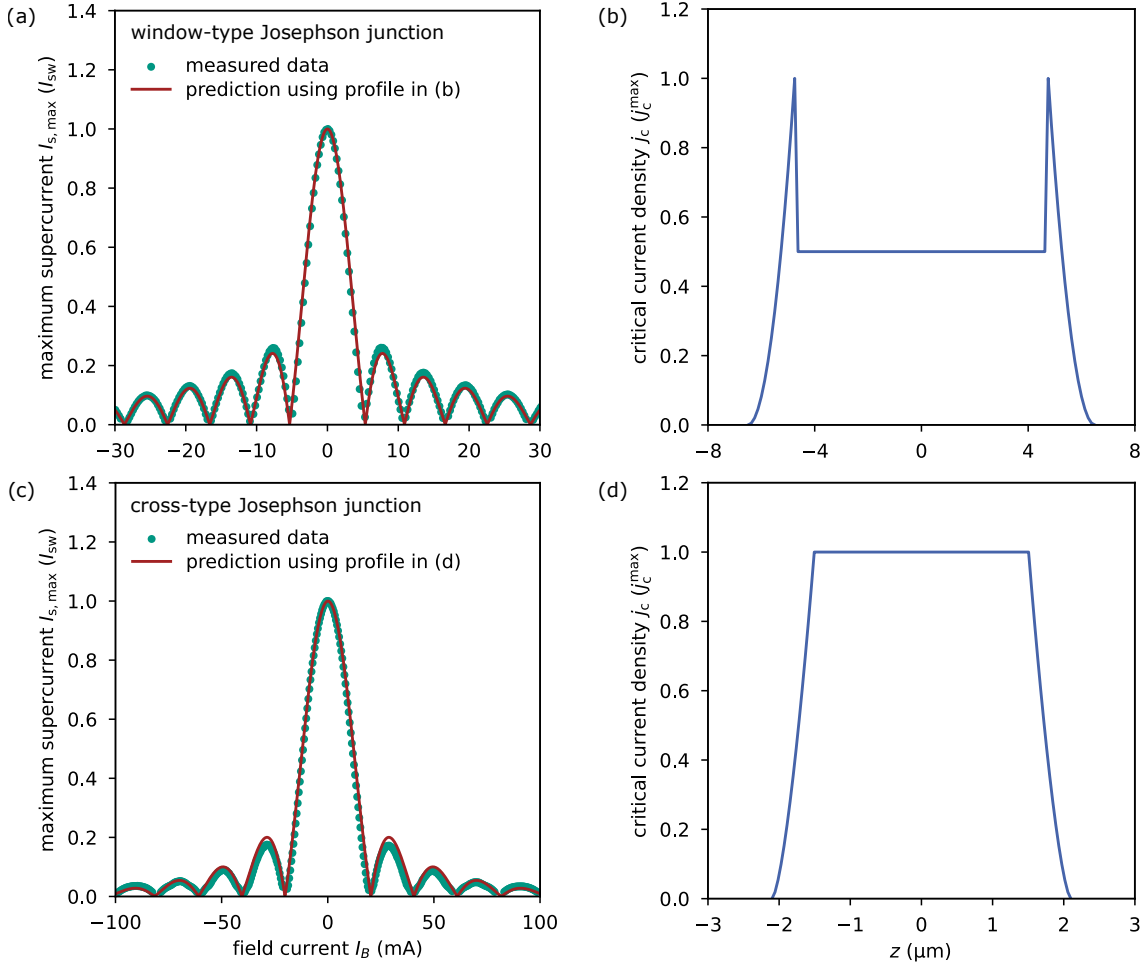 (a)
maximum supercurrent I_s,max (I_sw)
1.4
1.2
1.0
0.8
0.6
0.4
0.2
0.0
window-type Josephson junction
measured data
prediction using profile in (b)
−30 −20 −10 0 10 20 30
(b)
critical current density j_c (j_c^max)
1.2
1.0
0.8
0.6
0.4
0.2
0.0
−8 −4 0 4 8
(c)
maximum supercurrent I_s,max (I_sw)
1.4
1.2
1.0
0.8
0.6
0.4
0.2
0.0
cross-type Josephson junction
measured data
prediction using profile in (d)
−100 −50 0 50 100
field current I_B (mA)
(d)
critical current density j_c (j_c^max)
1.2
1.0
0.8
0.6
0.4
0.2
0.0
−3 −2 −1 0 1 2 3
z (μm)